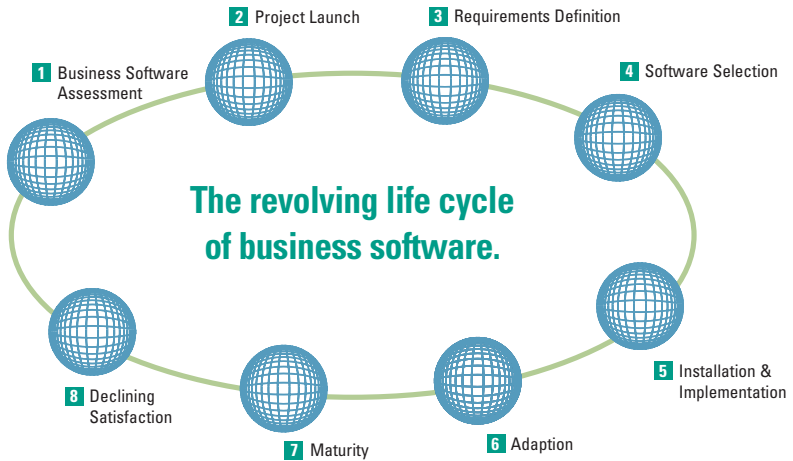 1 Business Software
Assessment
2 Project Launch
3 Requirements Definition
4 Software Selection
The revolving life cycle
of business software.
5 Installation &
Implementation
6 Adaption
7 Maturity
8 Declining
Satisfaction